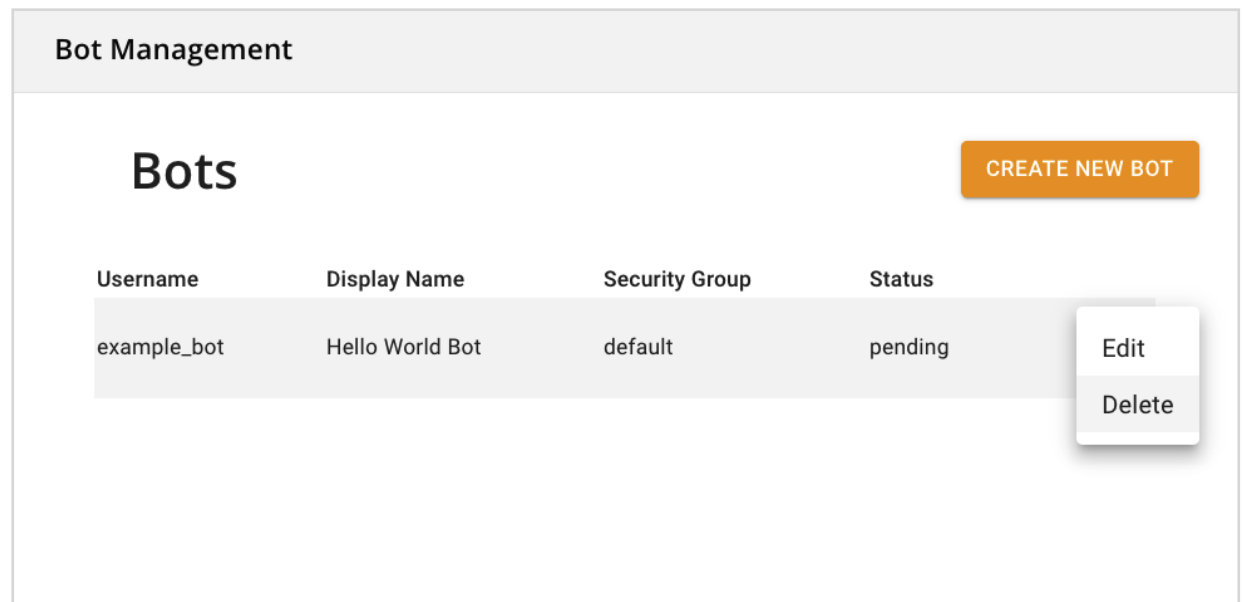 Bot Management
Bots
CREATE NEW BOT
Username Display Name Security Group Status
example_bot Hello World Bot default pending
Edit
Delete